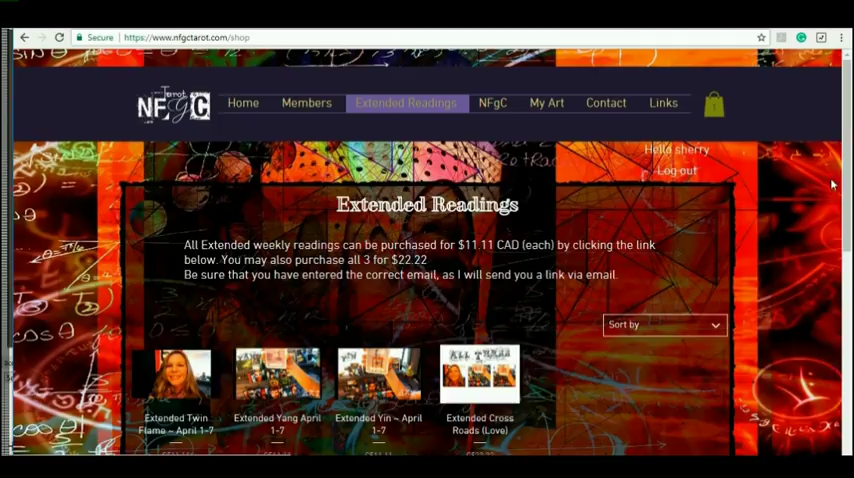 Secure https://www.nfgctarot.com/shop
Tarot
NFgC
Home Members Extended Readings NFgC My Art Contact Links
Hello sherry
Log out
Extended Readings
All Extended weekly readings can be purchased for $11.11 CAD (each) by clicking the link
below. You may also purchase all 3 for $22.22
Be sure that you have entered the correct email, as I will send you a link via email.
Sort by
ALL THREE
Extended Twin
Flame ~ April 1-7
Extended Yang April
1-7
Extended Yin ~ April
1-7
Extended Cross
Roads (Love)